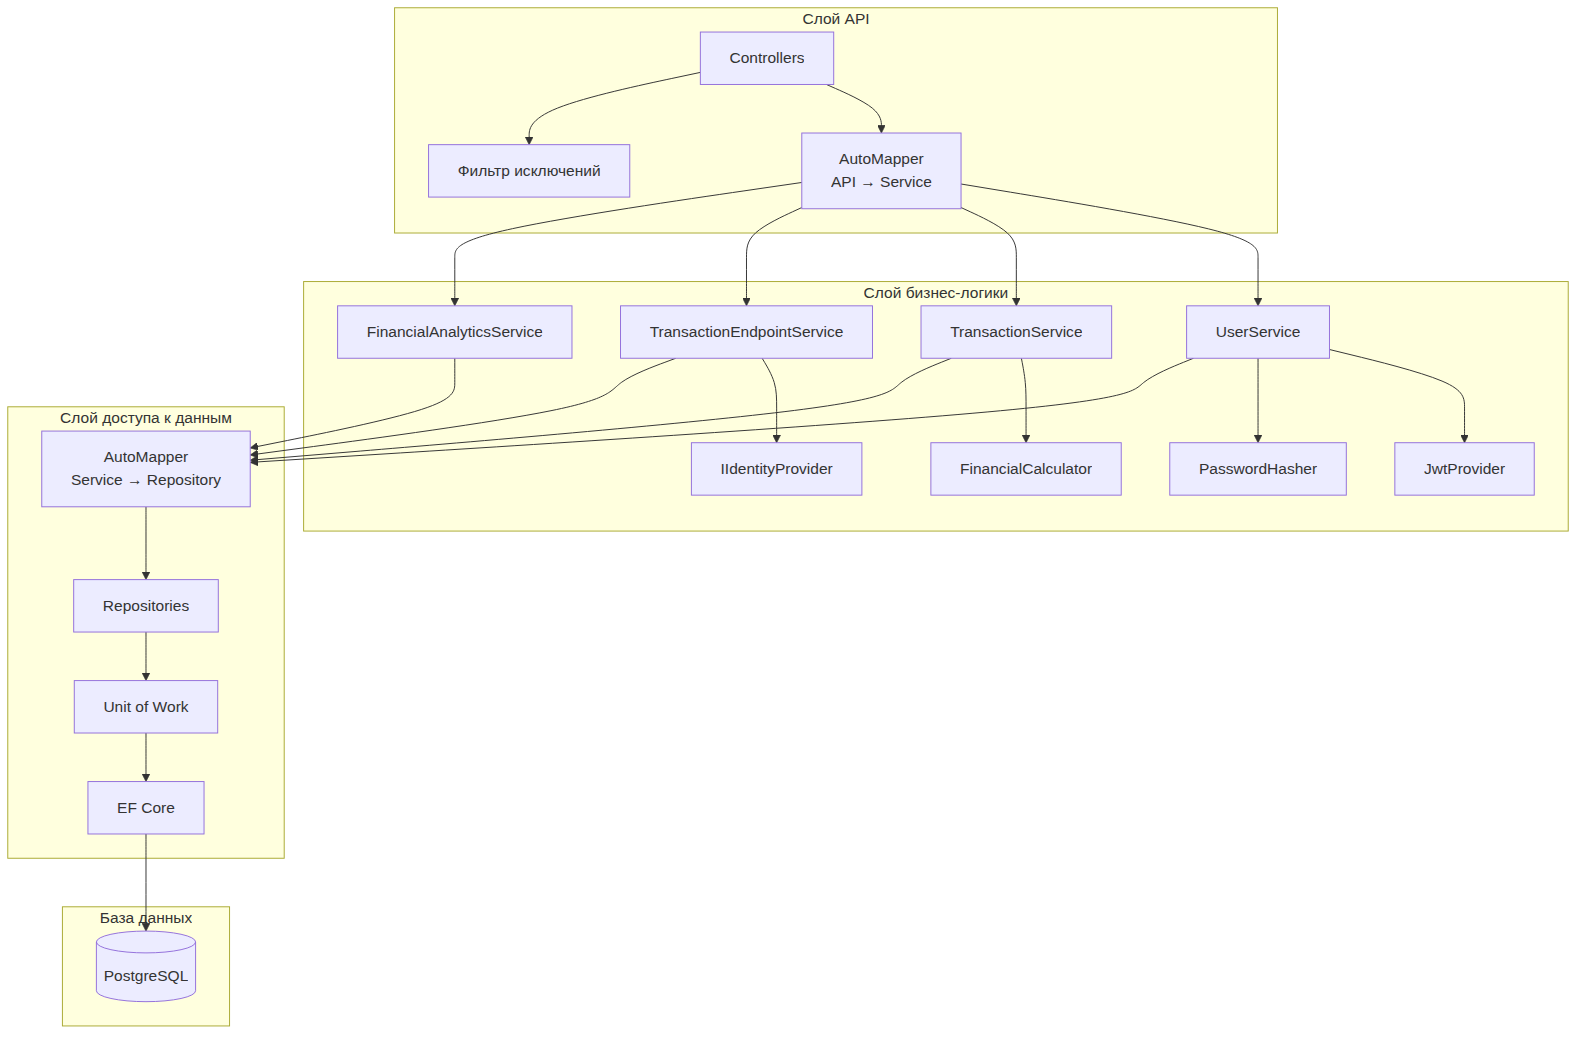 Слой API
Controllers
Фильтр исключений
AutoMapper
API → Service
Слой бизнес-логики
FinancialAnalyticsService
TransactionEndpointService
TransactionService
UserService
IIdentityProvider
FinancialCalculator
PasswordHasher
JwtProvider
Слой доступа к данным
AutoMapper
Service → Repository
Repositories
Unit of Work
EF Core
База данных
PostgreSQL